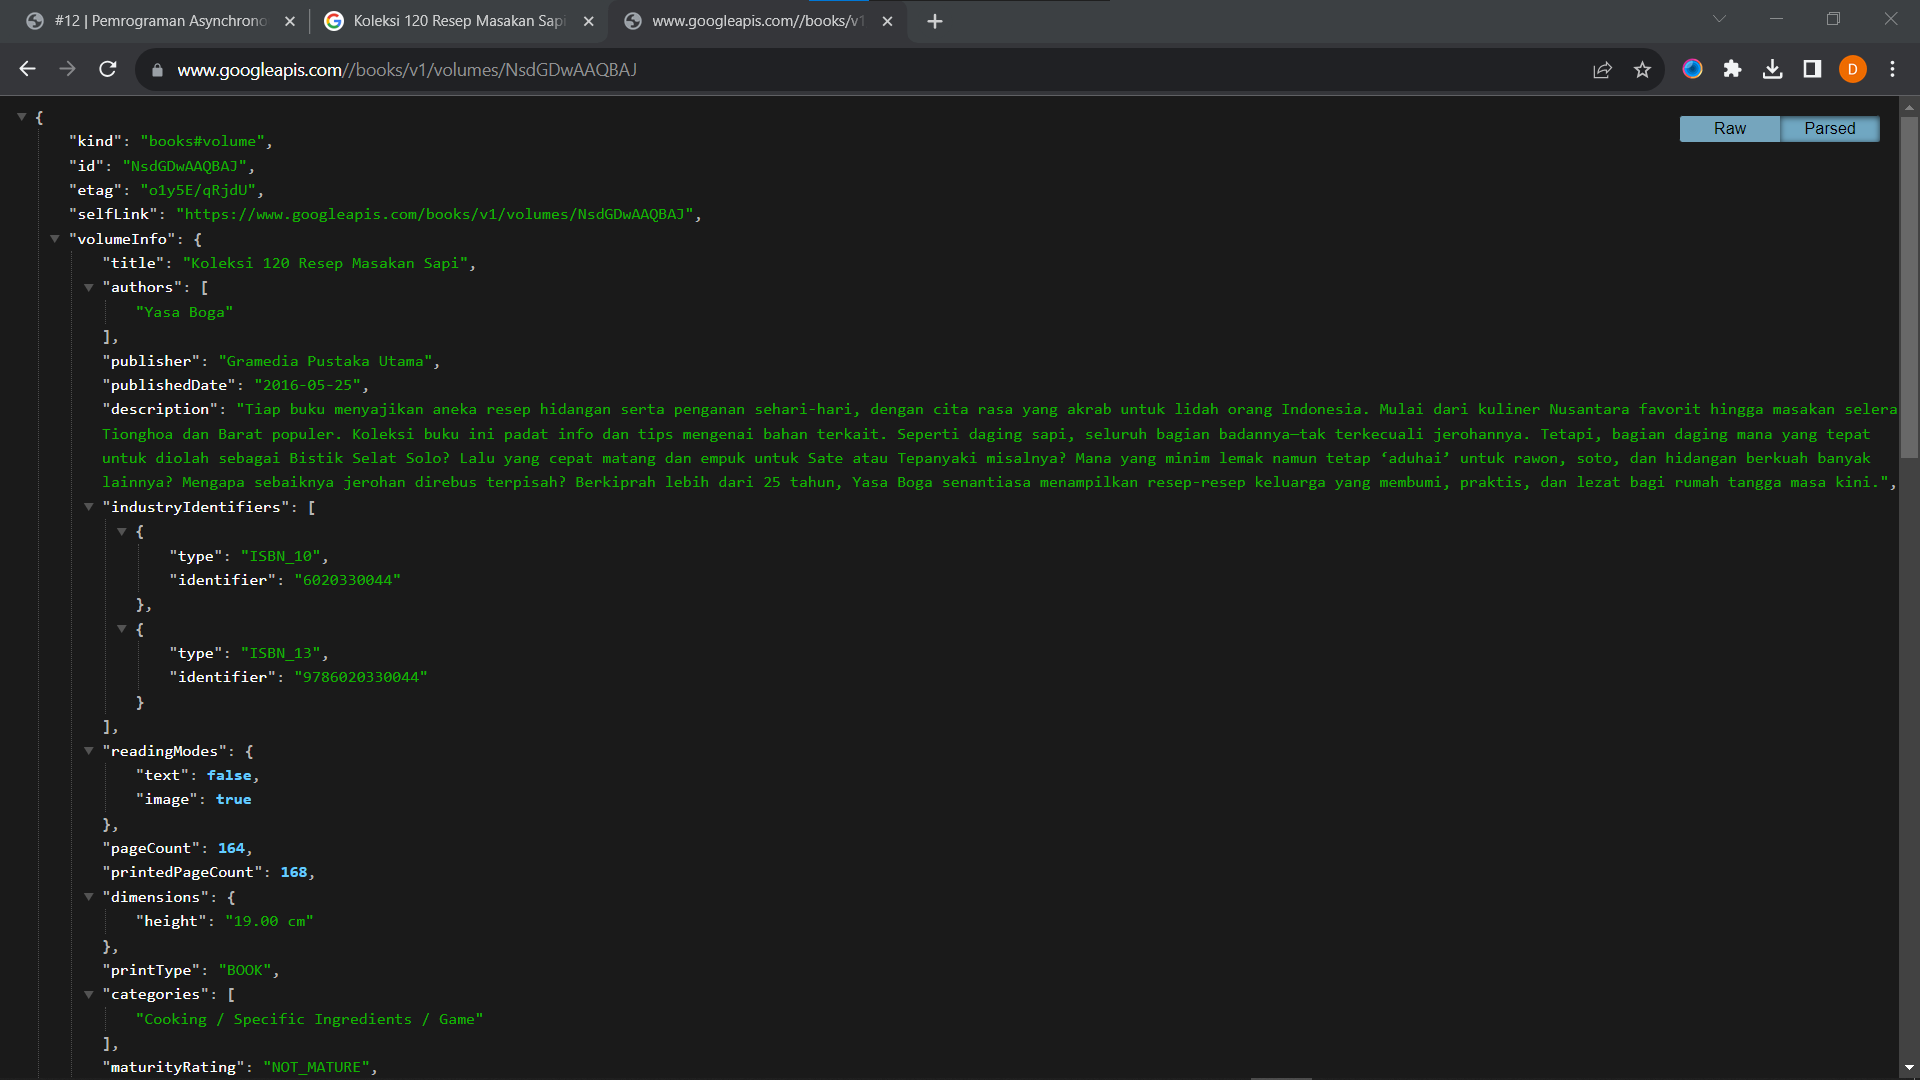 #12 | Pemrograman Asynchrono
Koleksi 120 Resep Masakan Sapi
www.googleapis.com//books/v1
www.googleapis.com//books/v1/volumes/NsdGDwAAQBAJ
D
Raw
Parsed
{
"kind": "books#volume",
"id": "NsdGDwAAQBAJ",
"etag": "o1y5E/qRjdU",
"selfLink": "https://www.googleapis.com/books/v1/volumes/NsdGDwAAQBAJ",
"volumeInfo": {
"title": "Koleksi 120 Resep Masakan Sapi",
"authors": [
"Yasa Boga"
],
"publisher": "Gramedia Pustaka Utama",
"publishedDate": "2016-05-25",
"description": "Tiap buku menyajikan aneka resep hidangan serta penganan sehari-hari, dengan cita rasa yang akrab untuk lidah orang Indonesia. Mulai dari kuliner Nusantara favorit hingga masakan selera
Tionghoa dan Barat populer. Koleksi buku ini padat info dan tips mengenai bahan terkait. Seperti daging sapi, seluruh bagian badannya—tak terkecuali jerohannya. Tetapi, bagian daging mana yang tepat
untuk diolah sebagai Bistik Selat Solo? Lalu yang cepat matang dan empuk untuk Sate atau Tepanyaki misalnya? Mana yang minim lemak namun tetap ‘aduhai’ untuk rawon, soto, dan hidangan berkuah banyak
lainnya? Mengapa sebaiknya jerohan direbus terpisah? Berkiprah lebih dari 25 tahun, Yasa Boga senantiasa menampilkan resep-resep keluarga yang membumi, praktis, dan lezat bagi rumah tangga masa kini.",
"industryIdentifiers": [
{
"type": "ISBN_10",
"identifier": "6020330044"
},
{
"type": "ISBN_13",
"identifier": "9786020330044"
}
],
"readingModes": {
"text": false,
"image": true
},
"pageCount": 164,
"printedPageCount": 168,
"dimensions": {
"height": "19.00 cm"
},
"printType": "BOOK",
"categories": [
"Cooking / Specific Ingredients / Game"
],
"maturityRating": "NOT_MATURE",